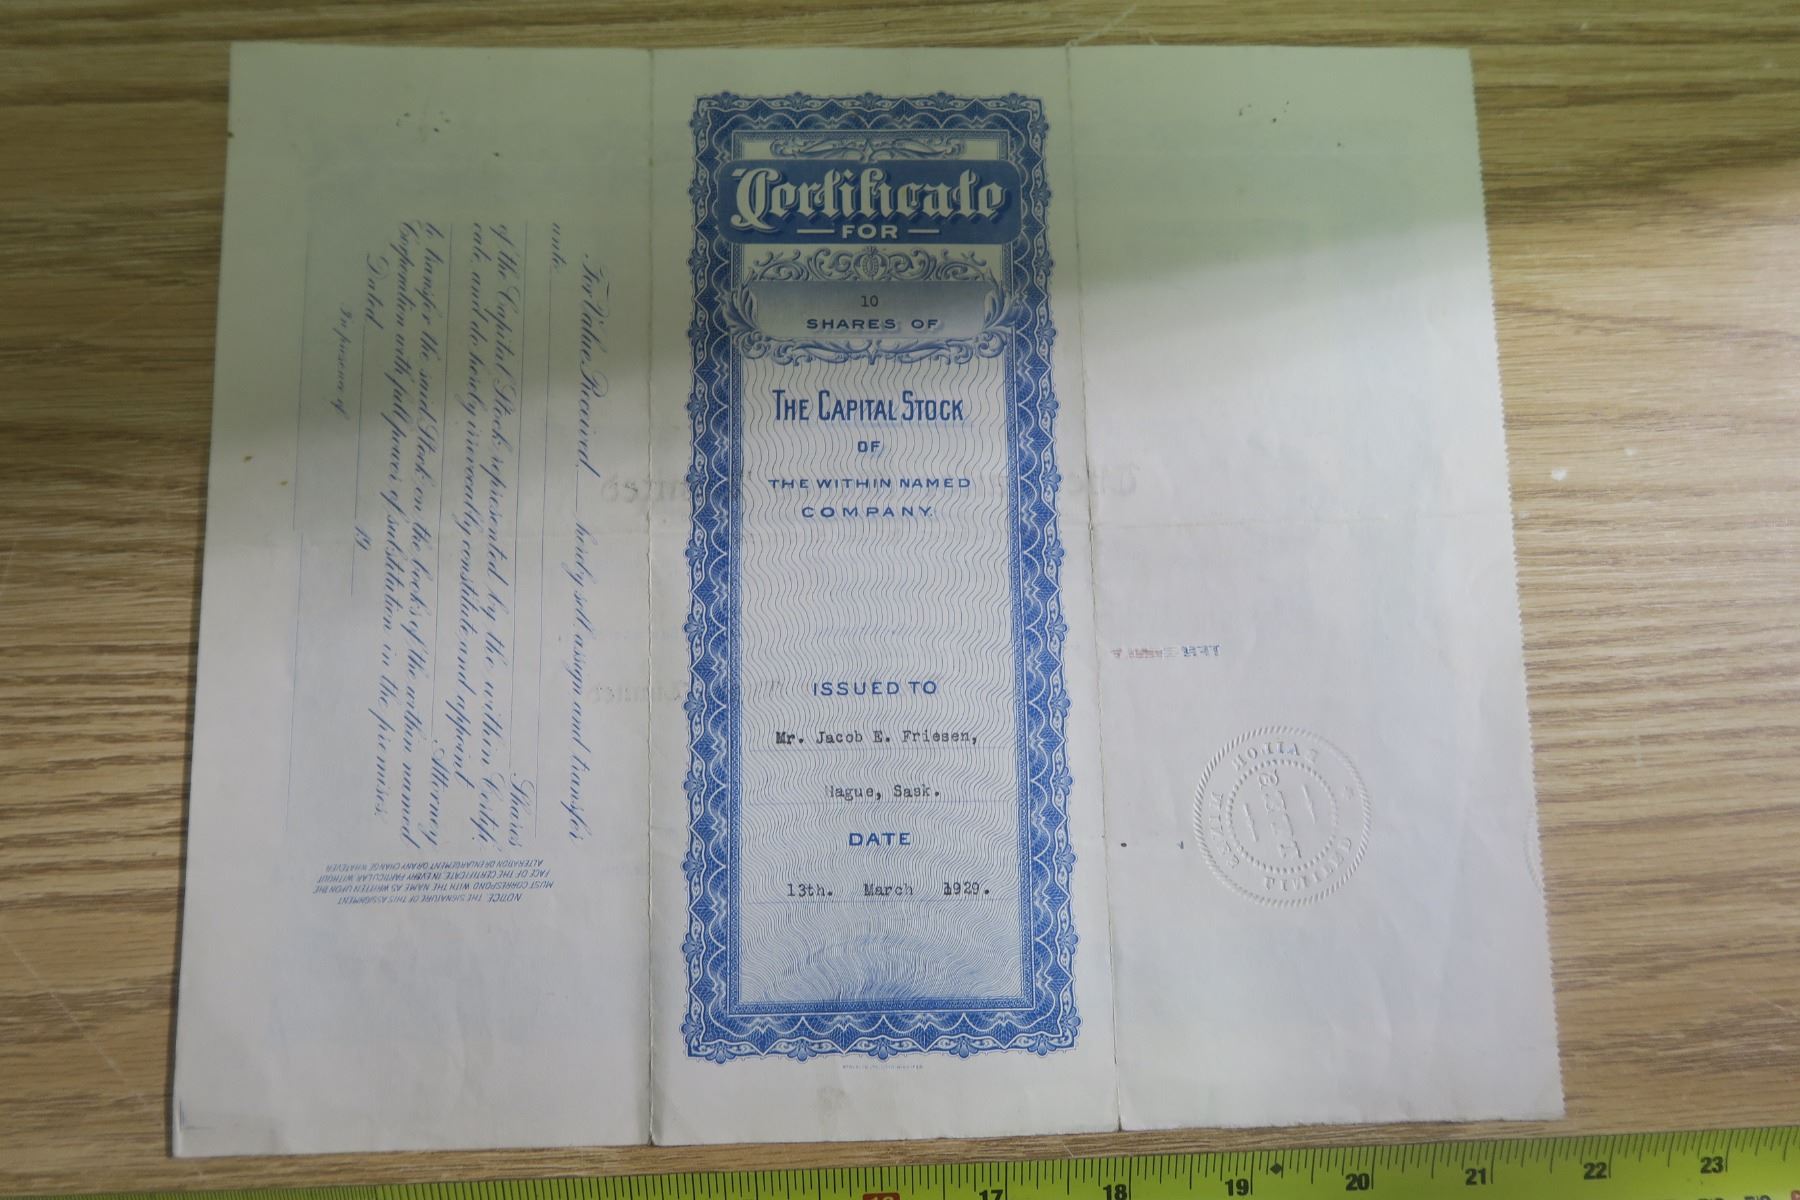 Certificate
FOR
10
SHARES OF
THE CAPITAL STOCK
OF
THE WITHIN NAMED
COMPANY.
ISSUED TO
Mr. Jacob E. Friesen,
Hague, Sask.
DATE
13th. March 1929.
For Value Received hereby sell assign and transfer
unto
Shares
of the Capital Stock represented by the within Certifi-
cate and do hereby irrevocably constitute and appoint
Attorney
to transfer the said Stock on the books of the within named
Corporation with full power of substitution in the premises.
Dated 19
In presence of
NOTICE. THE SIGNATURE OF THIS ASSIGNMENT
MUST CORRESPOND WITH THE NAME AS WRITTEN UPON THE
FACE OF THE CERTIFICATE IN EVERY PARTICULAR WITHOUT
ALTERATION OR ENLARGEMENT OR ANY CHANGE WHATEVER
17 18 19 20 21 22 23